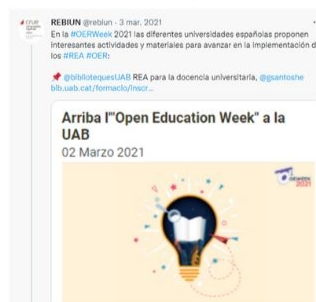 REBIUN @rebiun · 3 mar. 2021
En la #OERWeek 2021 las diferentes universidades españolas proponen
interesantes actividades y materiales para avanzar en la implementación d
los #REA #OER:
📌 @bibliotequesUAB REA para la docencia universitaria, @gsantoshe
bib.uab.cat/formacio/inscr...
Arriba l'"Open Education Week" a la
UAB
02 Marzo 2021
OEWEEK
2021